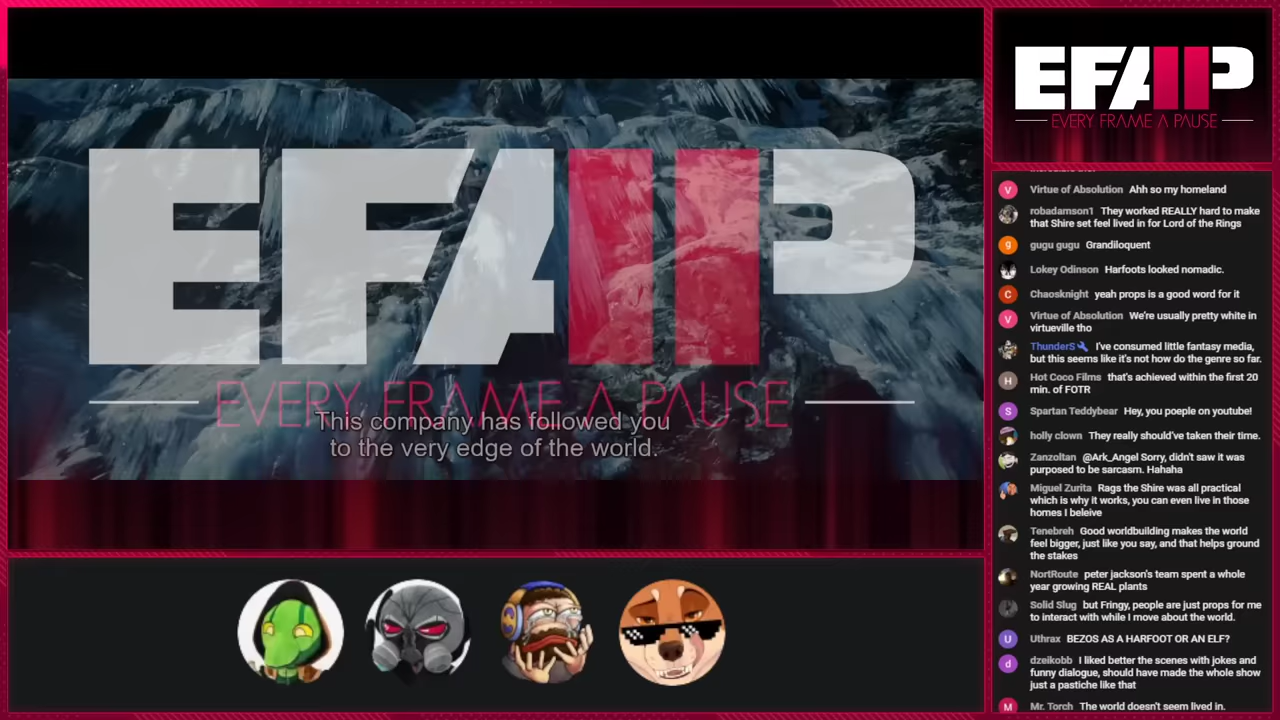 EFAP
EVERY FRAME A PAUSE
This company has followed you
to the very edge of the world.
EFAP
EVERY FRAME A PAUSE
Virtue of Absolution Ahh so my homeland
robadamson1 They worked REALLY hard to make
that Shire set feel lived in for Lord of the Rings
gugu gugu Grandiloquent
Lokey Odinson Harfoots looked nomadic.
Chaosknight yeah props is a good word for it
Virtue of Absolution We're usually pretty white in
virtueville tho
ThunderS I've consumed little fantasy media,
but this seems like it's not how do the genre so far.
Hot Coco Films that's achieved within the first 20
min. of FOTR
Spartan Teddybear Hey, you poeple on youtube!
holly clown They really should've taken their time.
Zanzoltan @Ark_Angel Sorry, didn't saw it was
purposed to be sarcasm. Hahaha
Miguel Zurita Rags the Shire was all practical
which is why it works, you can even live in those
homes I beleive
Tenebreh Good worldbuilding makes the world
feel bigger, just like you say, and that helps ground
the stakes
NortRoute peter jackson's team spent a whole
year growing REAL plants
Solid Slug but Fringy, people are just props for me
to interact with while I move about the world.
Uthrax BEZOS AS A HARFOOT OR AN ELF?
dzeikobb I liked better the scenes with jokes and
funny dialogue, should have made the whole show
just a pastiche like that
Mr. Torch The world doesn't seem lived in.